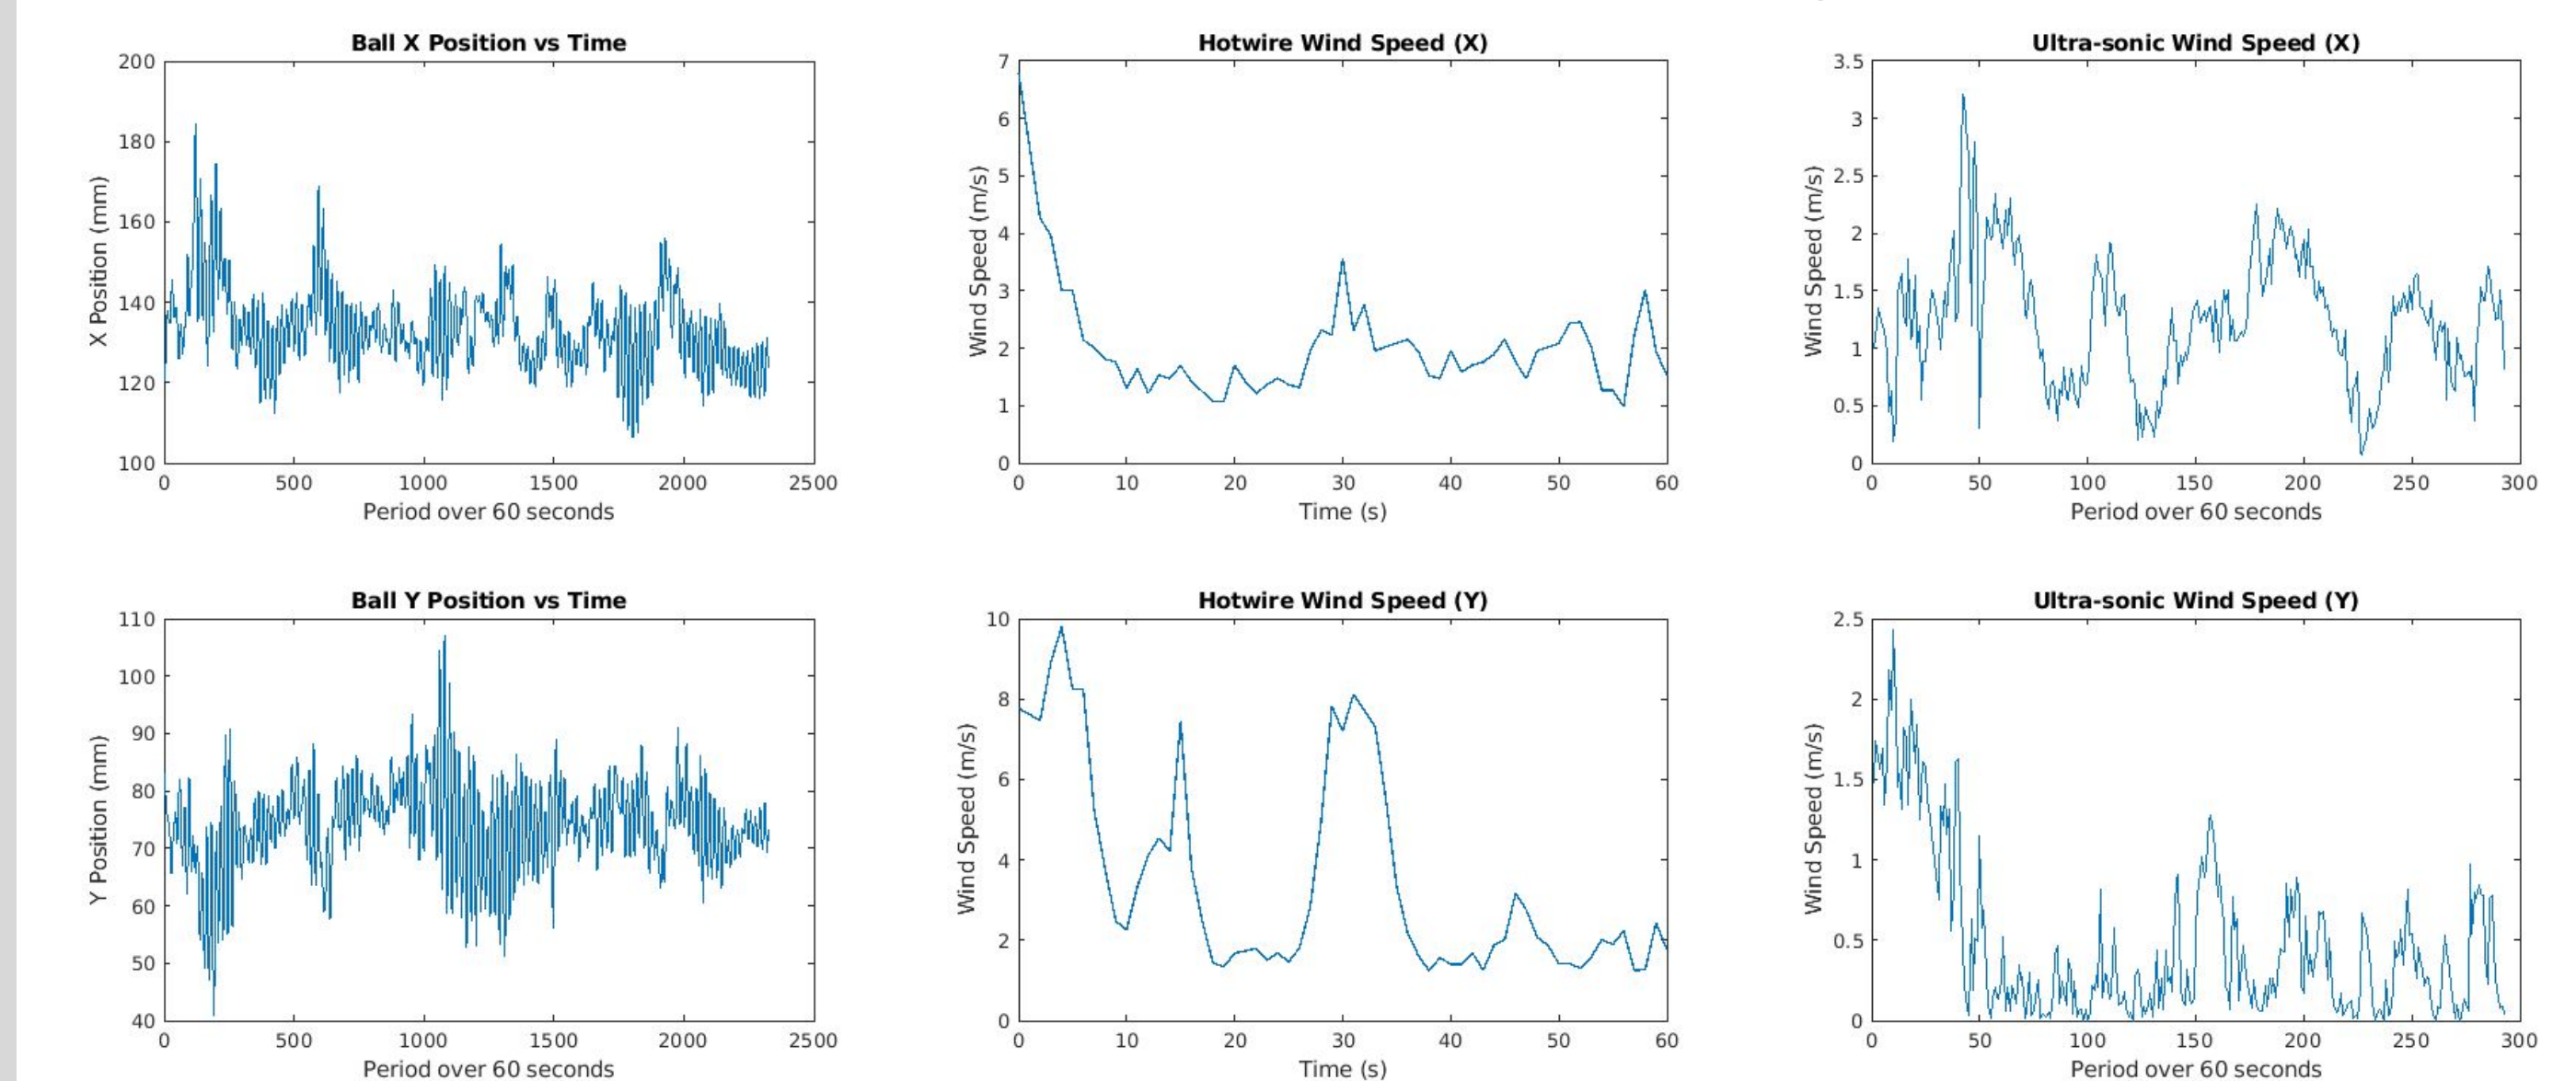 Ball X Position vs Time
200
180
160
140
120
100
X Position (mm)
0 500 1000 1500 2000 2500
Period over 60 seconds
Hotwire Wind Speed (X)
7
6
5
4
3
2
1
0
Wind Speed (m/s)
0 10 20 30 40 50 60
Time (s)
Ultra-sonic Wind Speed (X)
3.5
3
2.5
2
1.5
1
0.5
0
Wind Speed (m/s)
0 50 100 150 200 250 300
Period over 60 seconds
Ball Y Position vs Time
110
100
90
80
70
60
50
40
Y Position (mm)
0 500 1000 1500 2000 2500
Period over 60 seconds
Hotwire Wind Speed (Y)
10
8
6
4
2
0
Wind Speed (m/s)
0 10 20 30 40 50 60
Time (s)
Ultra-sonic Wind Speed (Y)
2.5
2
1.5
1
0.5
0
Wind Speed (m/s)
0 50 100 150 200 250 300
Period over 60 seconds